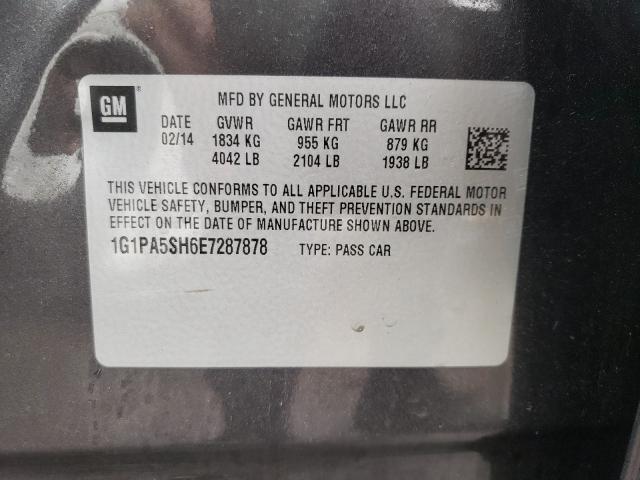 GM ®
MFD BY GENERAL MOTORS LLC
DATE GVWR GAWR FRT GAWR RR
02/14 1834 KG 955 KG 879 KG
4042 LB 2104 LB 1938 LB
THIS VEHICLE CONFORMS TO ALL APPLICABLE U.S. FEDERAL MOTOR
VEHICLE SAFETY, BUMPER, AND THEFT PREVENTION STANDARDS IN
EFFECT ON THE DATE OF MANUFACTURE SHOWN ABOVE.
1G1PA5SH6E7287878 TYPE: PASS CAR